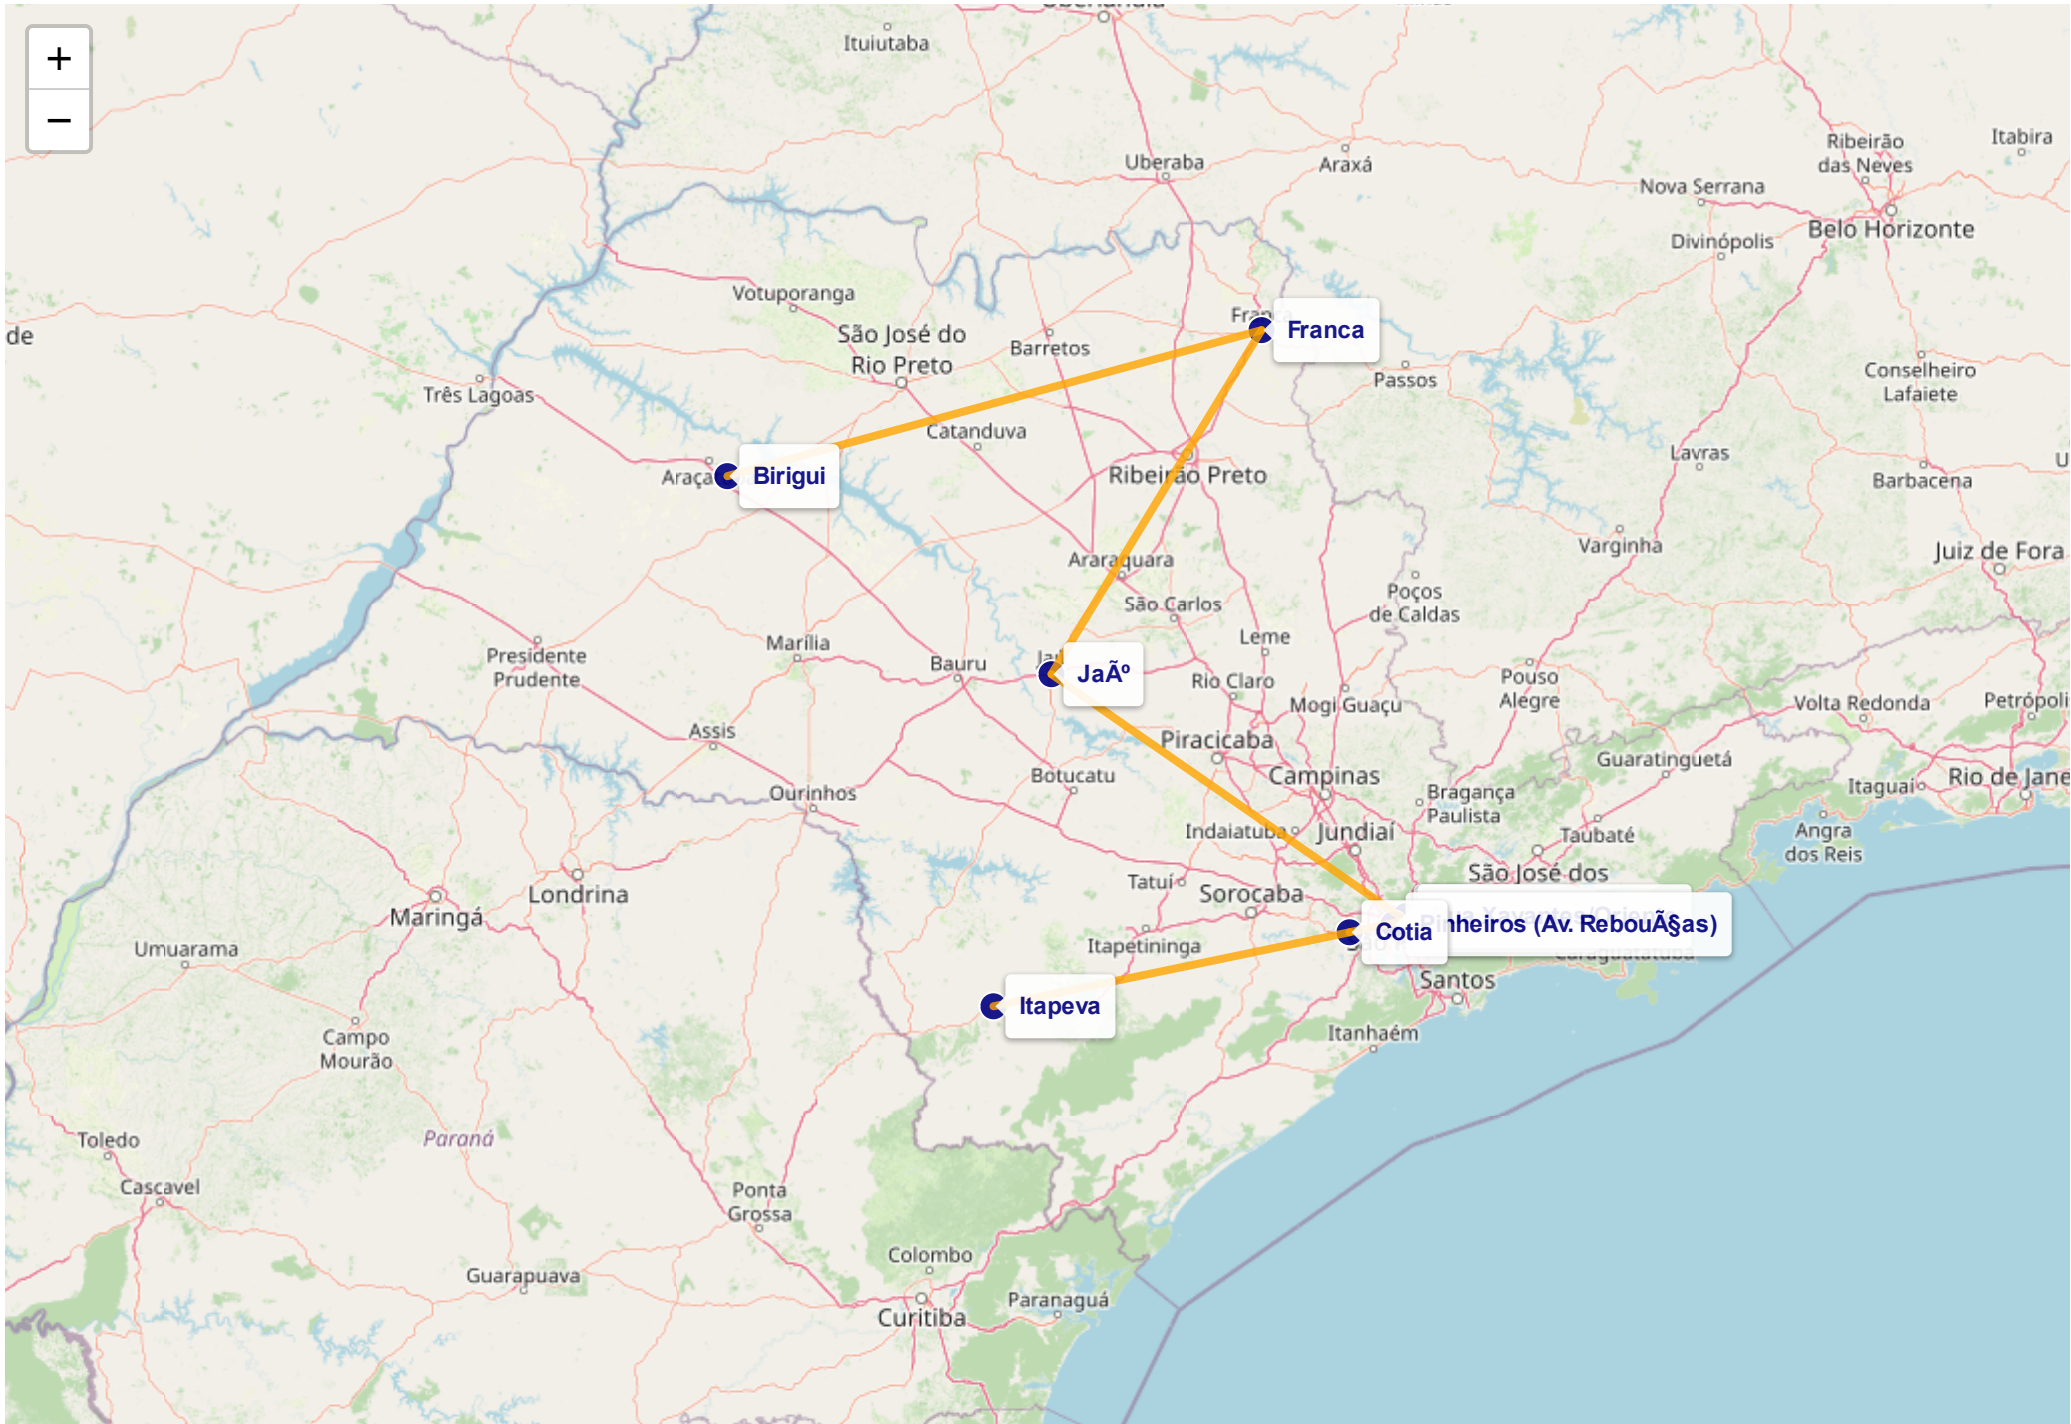 +
−
Ituiutaba
Uberaba
Araxá
Ribeirão
das Neves
Itabira
Nova Serrana
Belo Horizonte
Divinópolis
Votuporanga
São José do
Rio Preto
Barretos
Franca
Passos
de
Três Lagoas
Conselheiro
Lafaiete
Catanduva
Birigui
Ribeirão Preto
Lavras
Barbacena
Varginha
Juiz de Fora
Araraquara
São Carlos
Poços
de Caldas
Leme
Marília
Presidente
Prudente
Bauru
JaÃº
Rio Claro
Mogi Guaçu
Pouso
Alegre
Volta Redonda
Petrópoli
Assis
Piracicaba
Guaratinguetá
Botucatu
Campinas
Itaguaí
Rio de Jane
Ourinhos
Bragança
Paulista
Indaiatuba
Jundiaí
Taubaté
Angra
dos Reis
São José dos
Londrina
Maringá
Tatuí
Sorocaba
Cotia
Pinheiros (Av. RebouÃ§as)
Umuarama
Itapetininga
Caraguatatuba
Santos
Itapeva
Itanhaém
Campo
Mourão
Toledo
Paraná
Cascavel
Ponta
Grossa
Colombo
Guarapuava
Paranaguá
Curitiba